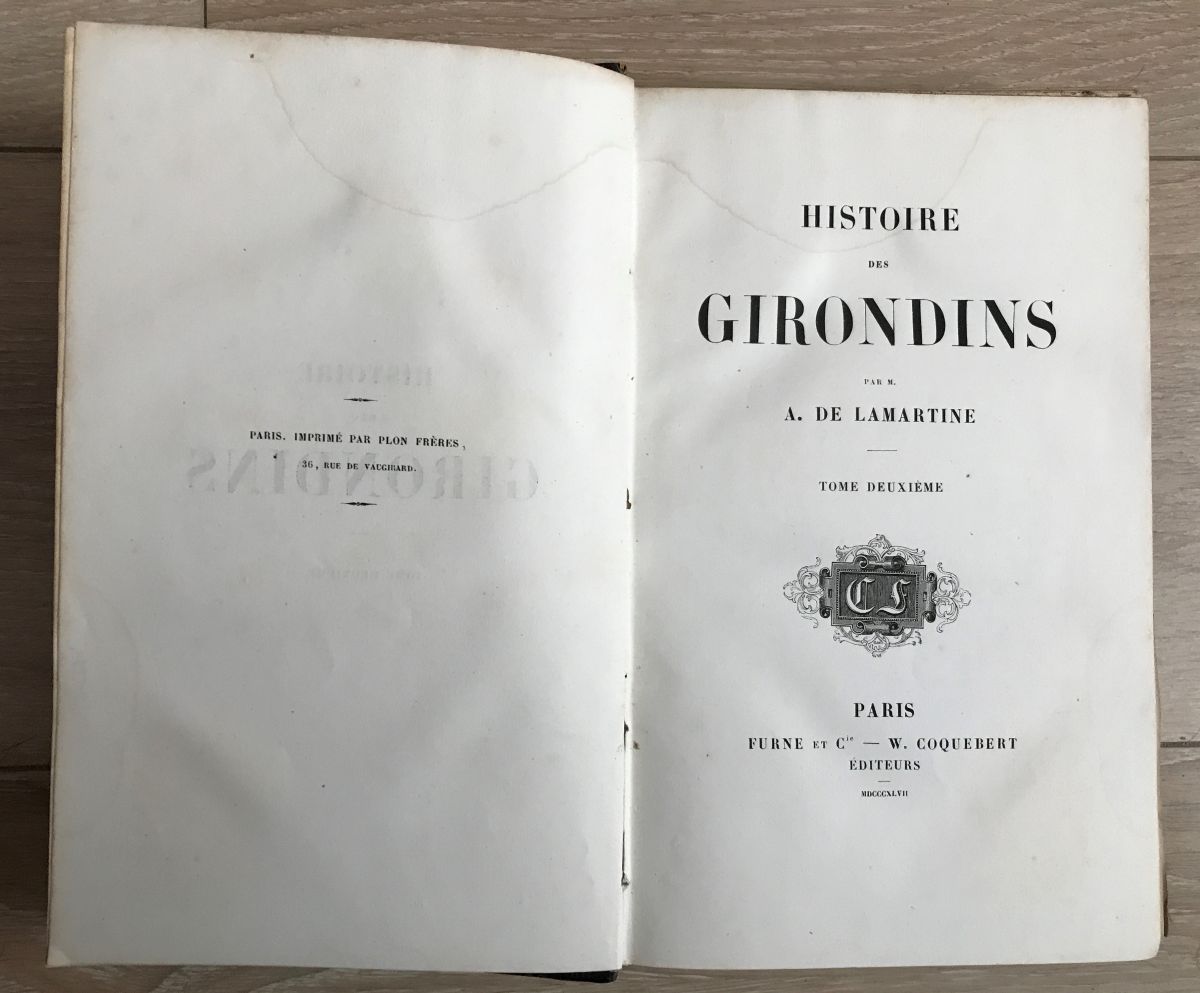 PARIS. IMPRIMÉ PAR PLON FRÈRES,
36, RUE DE VAUGIRARD.
HISTOIRE
DES
GIRONDINS
PAR M.
A. DE LAMARTINE
TOME DEUXIÈME
CF
PARIS
FURNE ET Cie — W. COQUEBERT
ÉDITEURS
MDCCCXLVII